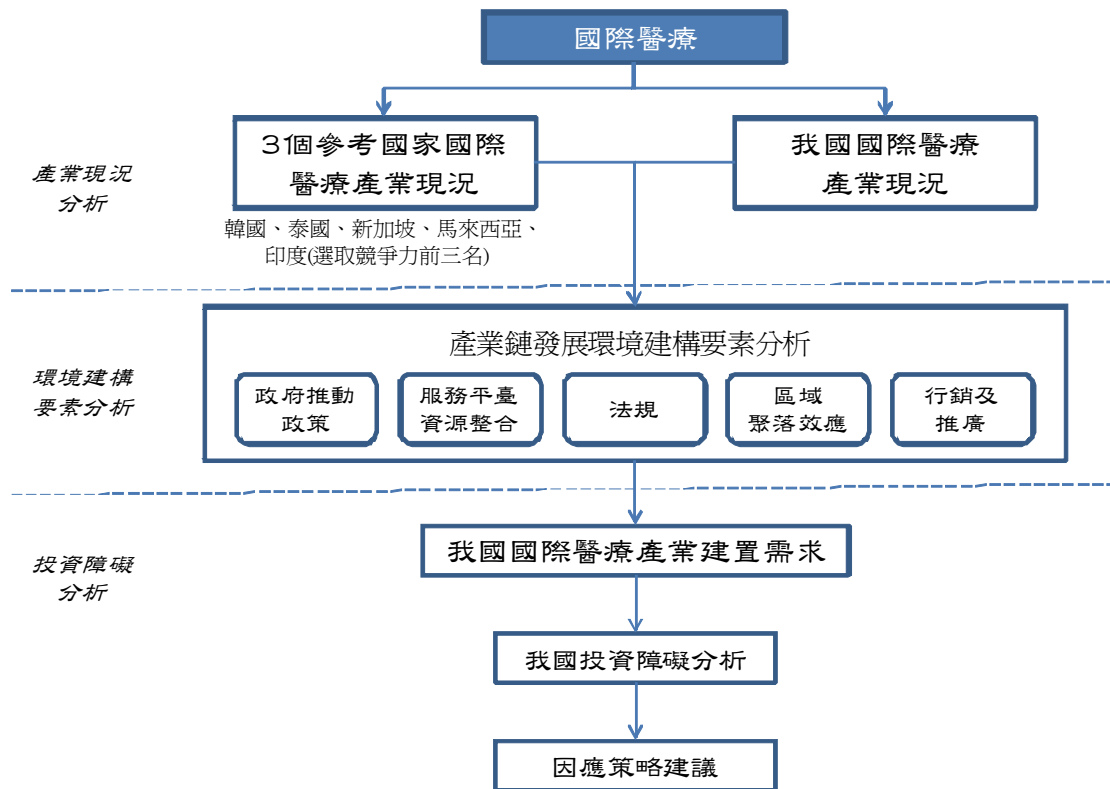 國際醫療
3個參考國家國際
醫療產業現況
我國國際醫療
產業現況
產業現況
分析
韓國、泰國、新加坡、馬來西亞、
印度(選取競爭力前三名)
產業鏈發展環境建構要素分析
環境建構
要素分析
政府推動
政策
服務平臺
資源整合
法規
區域
聚落效應
行銷及
推廣
我國國際醫療產業建置需求
投資障礙
分析
我國投資障礙分析
因應策略建議